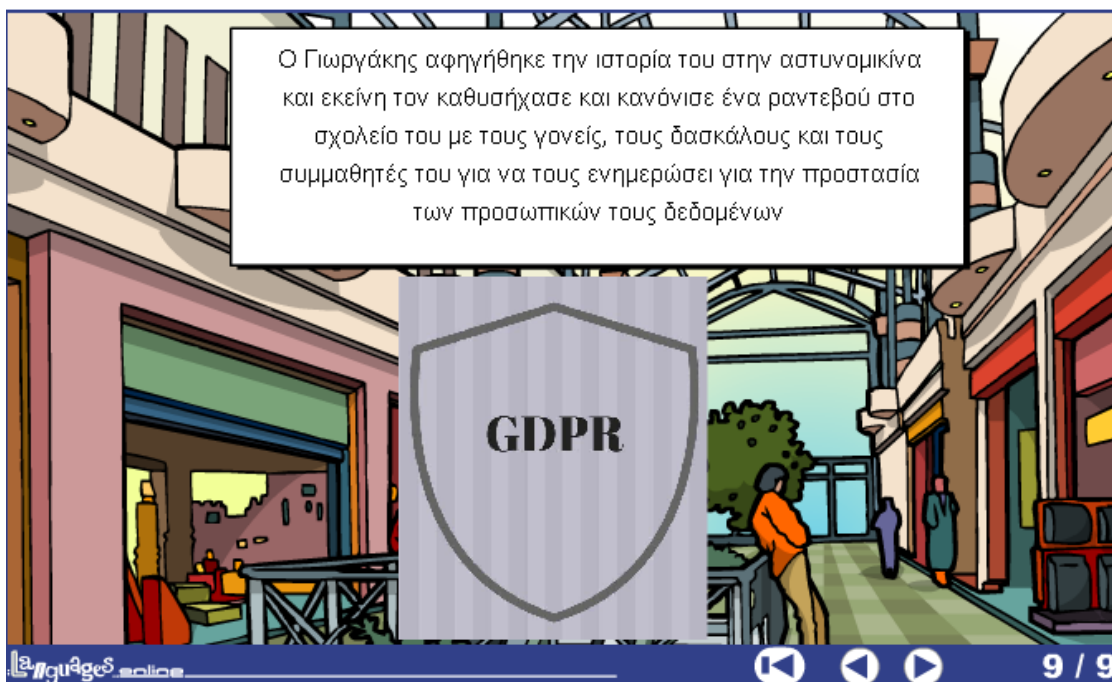 Ο Γιωργάκης αφηγήθηκε την ιστορία του στην αστυνομικίνα
και εκείνη τον καθυσήχασε και κανόνισε ένα ραντεβού στο
σχολείο του με τους γονείς, τους δασκάλους και τους
συμμαθητές του για να τους ενημερώσει για την προστασία
των προσωπικών τους δεδομένων
GDPR
Languages online
9 / 9